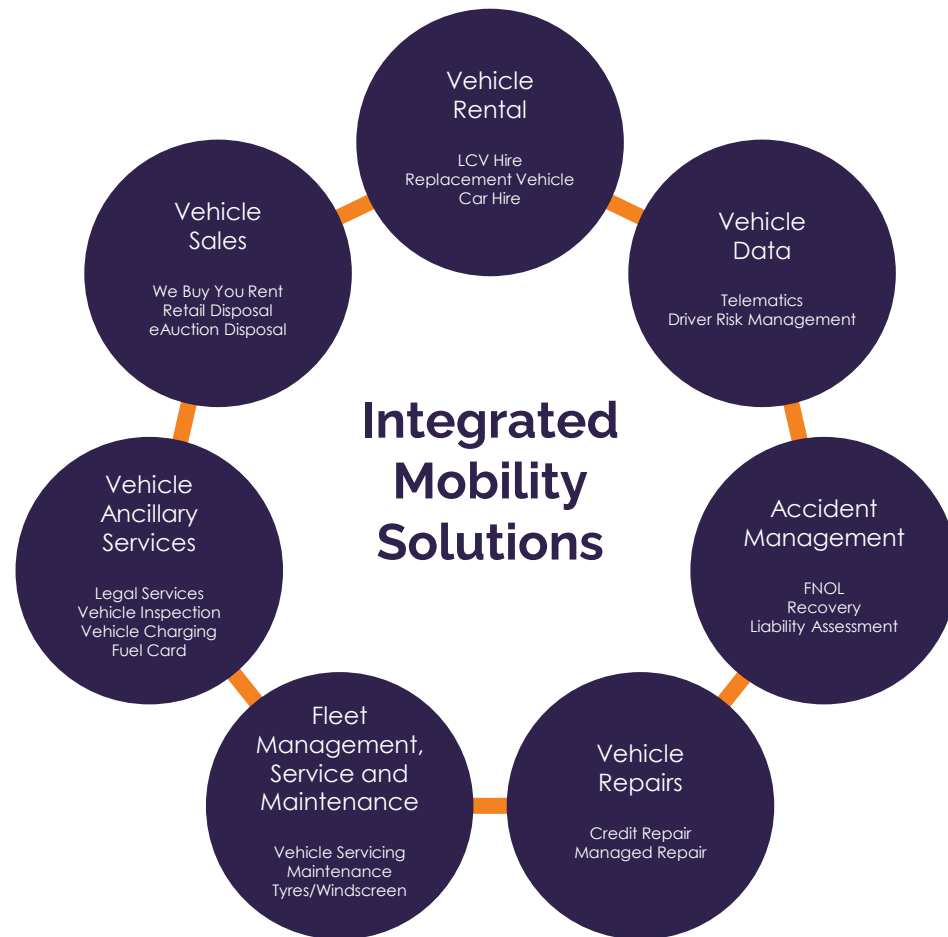 Vehicle
Rental
LCV Hire
Replacement Vehicle
Car Hire
Vehicle
Data
Telematics
Driver Risk Management
Accident
Management
FNOL
Recovery
Liability Assessment
Vehicle
Repairs
Credit Repair
Managed Repair
Fleet
Management,
Service and
Maintenance
Vehicle Servicing
Maintenance
Tyres/Windscreen
Vehicle
Ancillary
Services
Legal Services
Vehicle Inspection
Vehicle Charging
Fuel Card
Vehicle
Sales
We Buy You Rent
Retail Disposal
eAuction Disposal
Integrated
Mobility
Solutions